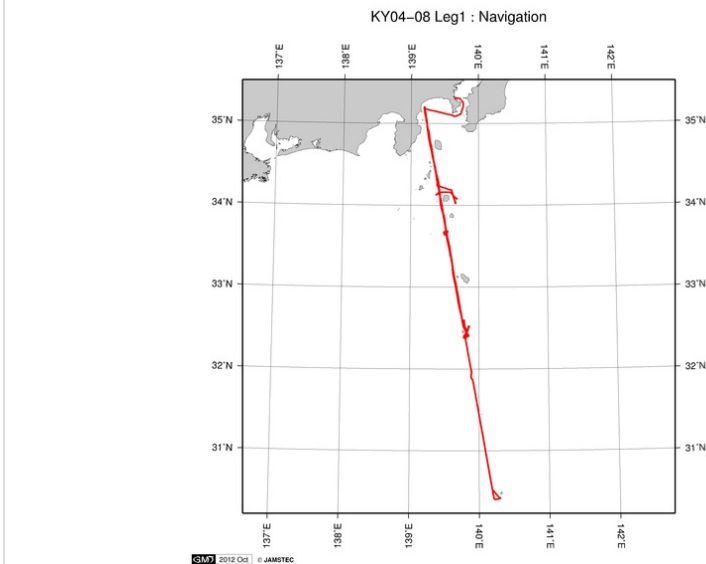 KY04−08 Leg1 : Navigation
137˚E 138˚E 139˚E 140˚E 141˚E 142˚E
35˚N 35˚N
34˚N 34˚N
33˚N 33˚N
32˚N 32˚N
31˚N 31˚N
137˚E 138˚E 139˚E 140˚E 141˚E 142˚E
GMT 2012 Oct © JAMSTEC